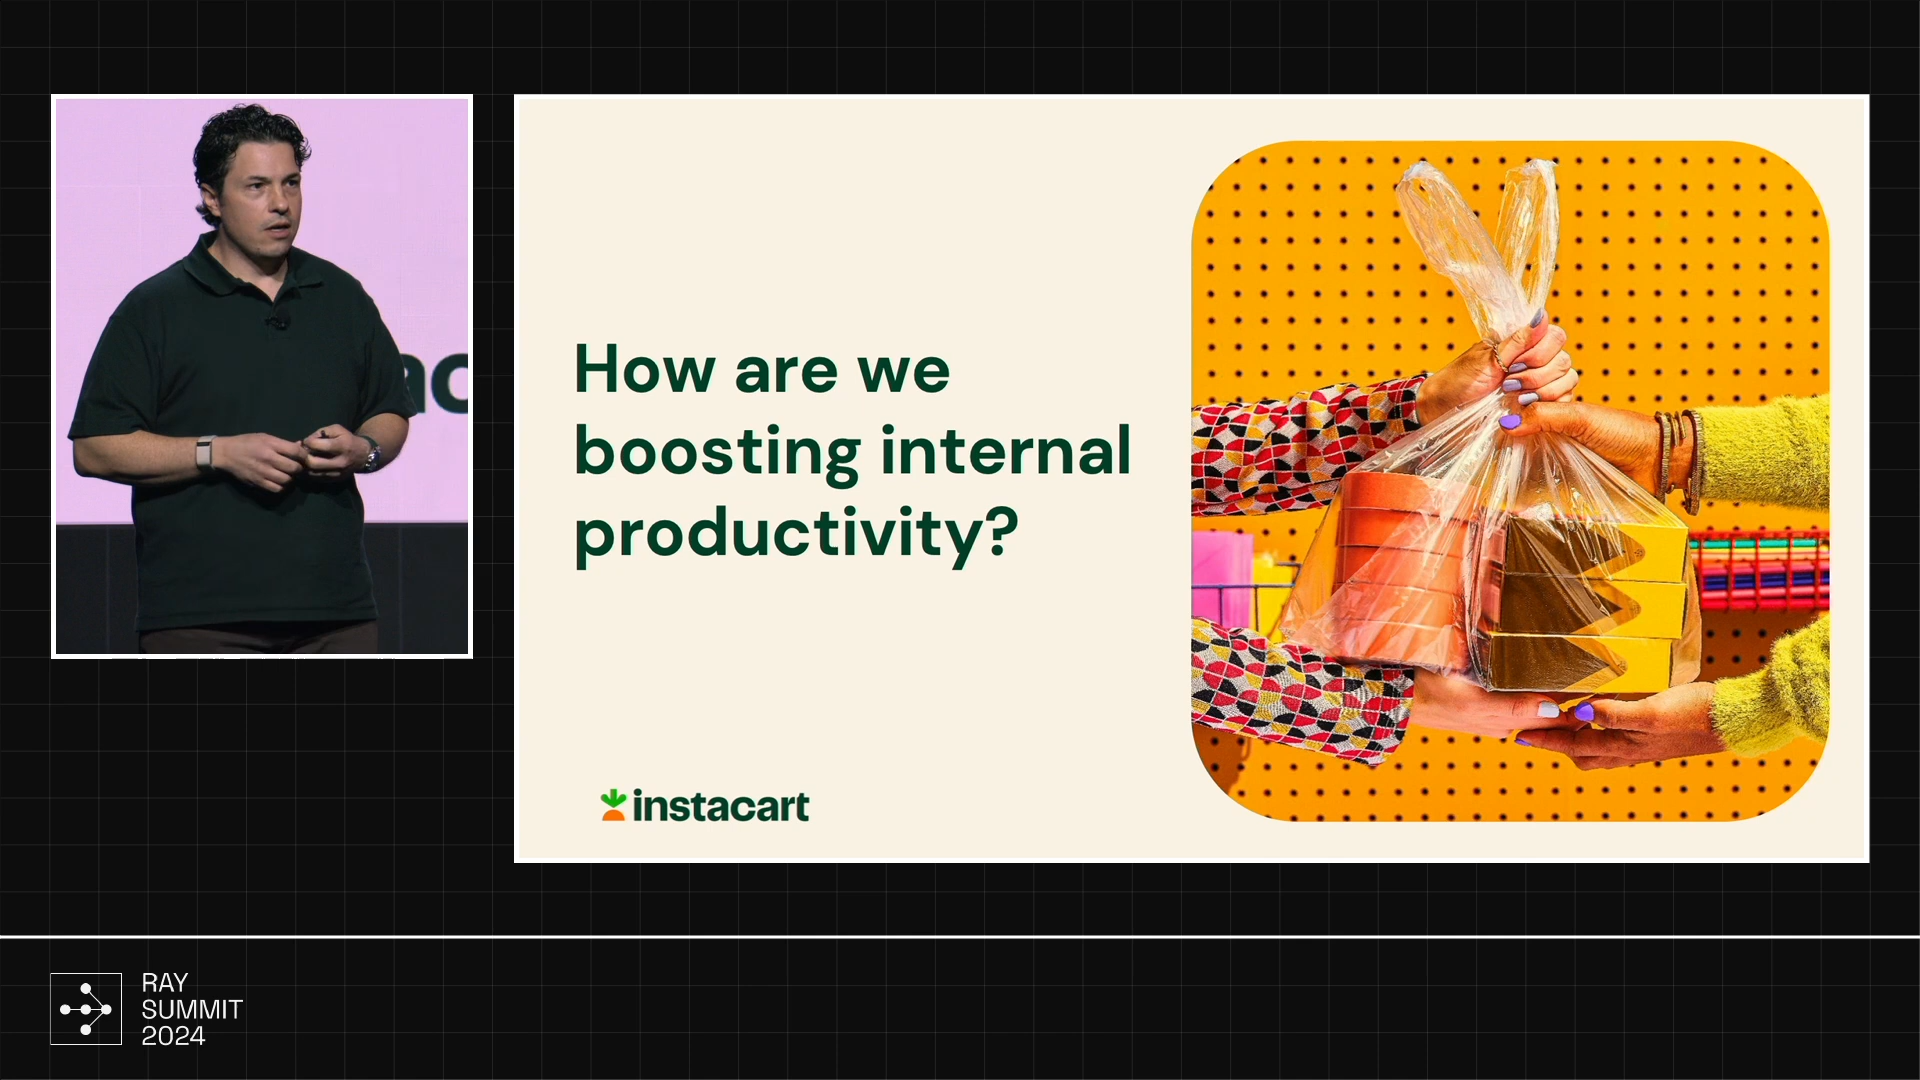 How are we
boosting internal
productivity?
instacart
RAY
SUMMIT
2024